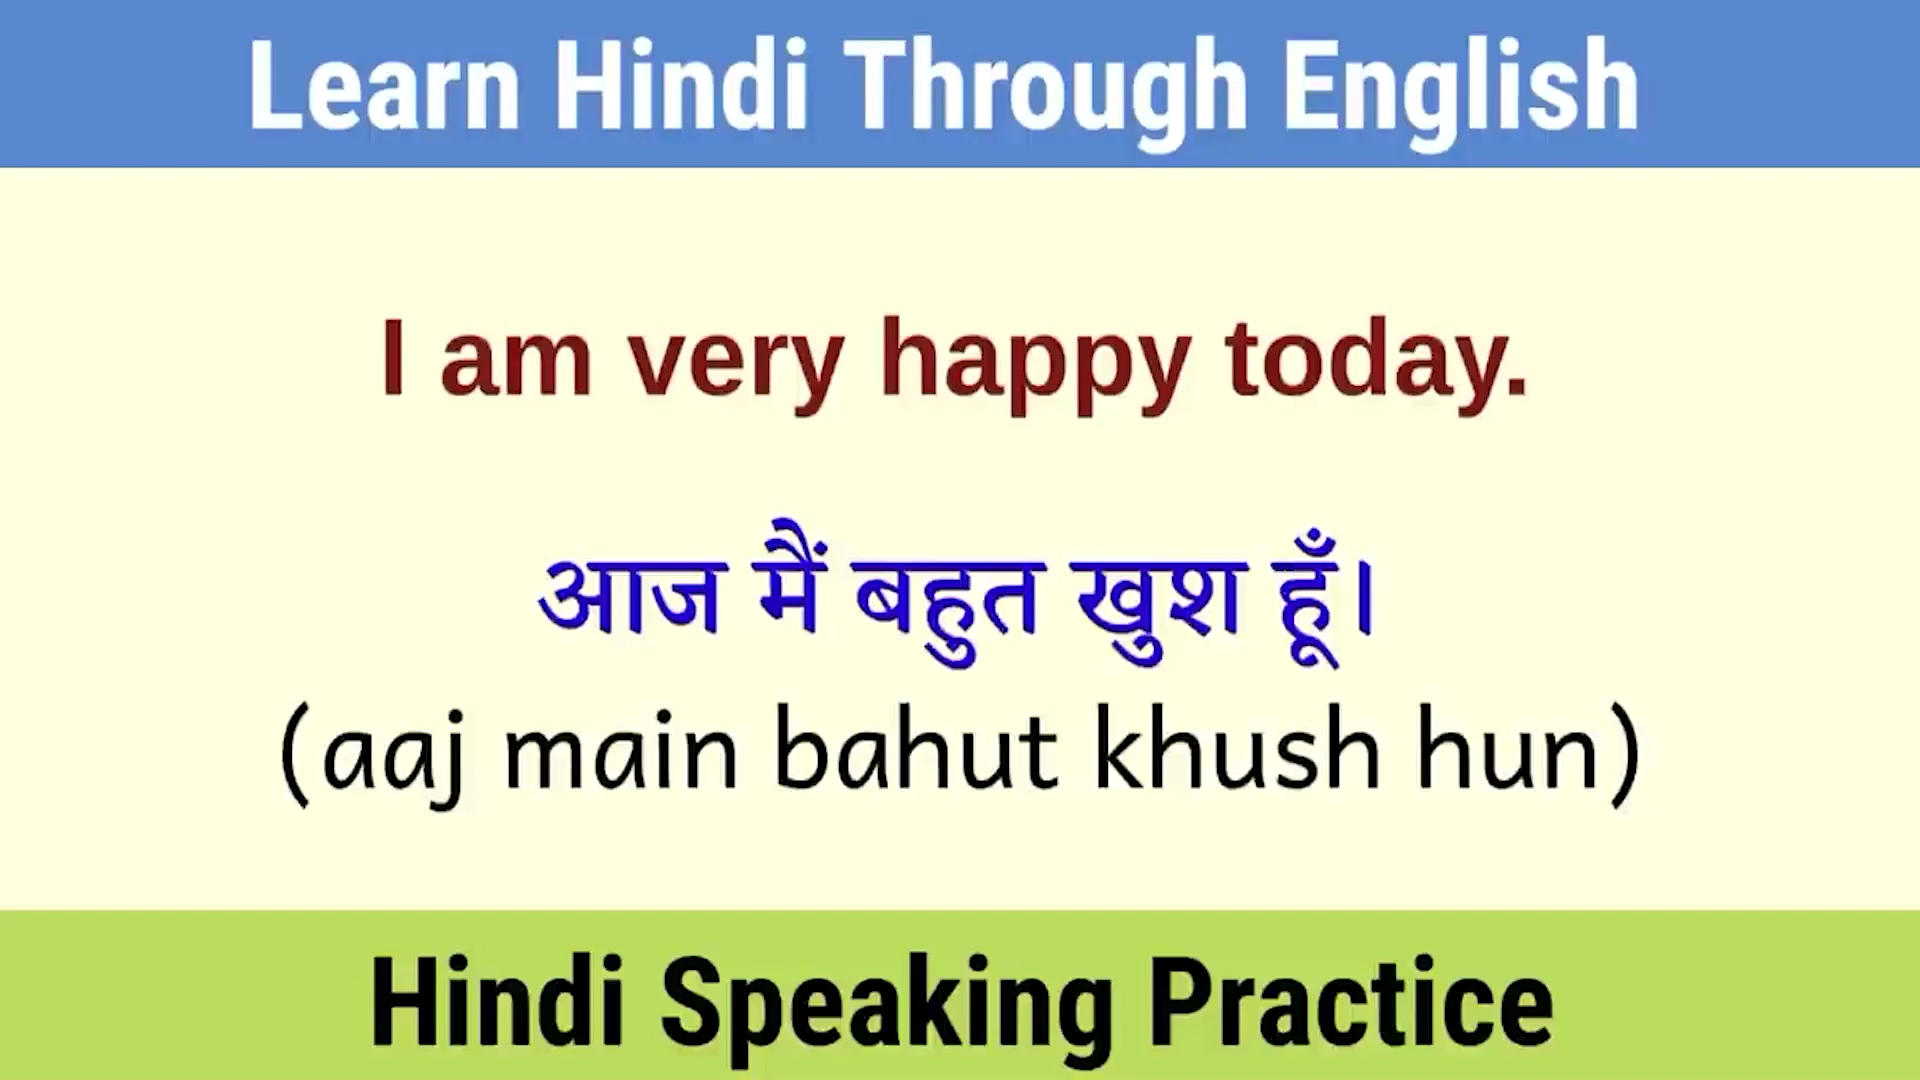 Learn Hindi Through English
I am very happy today.
आज मैं बहुत खुश हूँ।
(aaj main bahut khush hun)
Hindi Speaking Practice